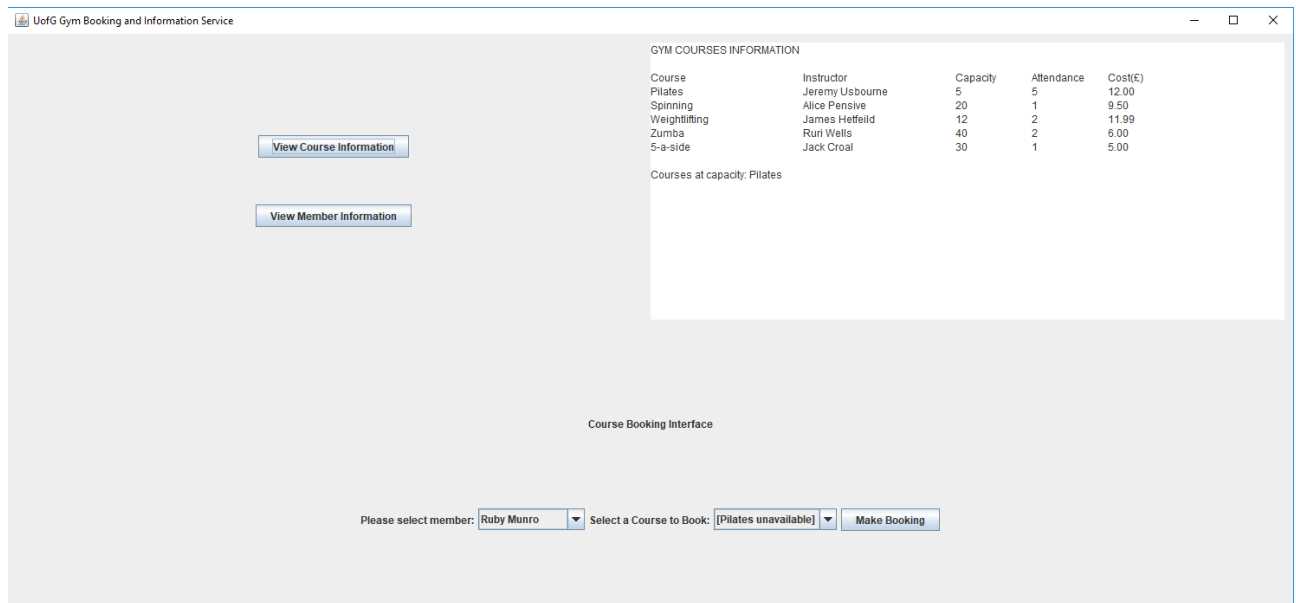 UofG Gym Booking and Information Service
GYM COURSES INFORMATION
Course Instructor Capacity Attendance Cost(£)
Pilates Jeremy Usbourne 5 5 12.00
Spinning Alice Pensive 20 1 9.50
Weightlifting James Hetfeild 12 2 11.99
Zumba Ruri Wells 40 2 6.00
5-a-side Jack Croal 30 1 5.00
Courses at capacity: Pilates
View Course Information
View Member Information
Course Booking Interface
Please select member: Ruby Munro Select a Course to Book: [Pilates unavailable] Make Booking